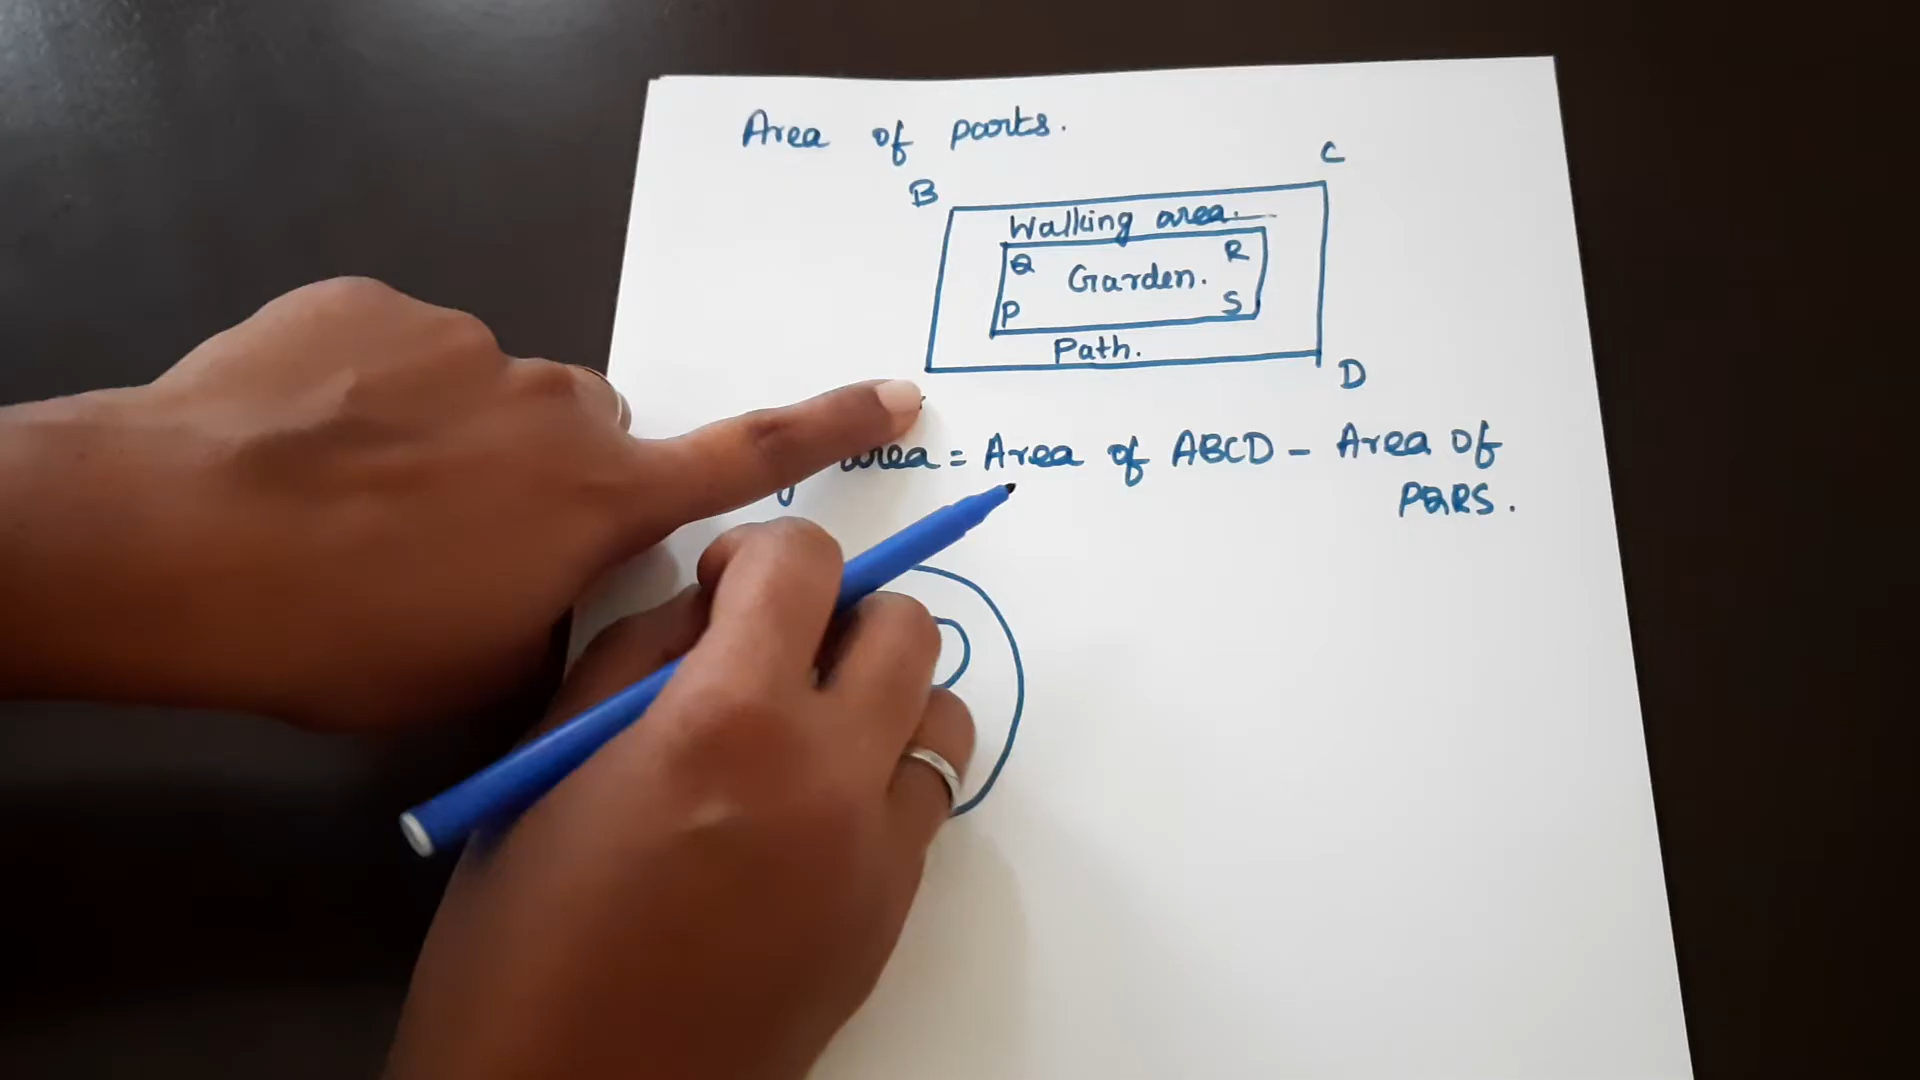 Area of parts.
B
C
Walking area.
Q
R
Garden.
P
S
Path.
D
area = Area of ABCD - Area of
PQRS.